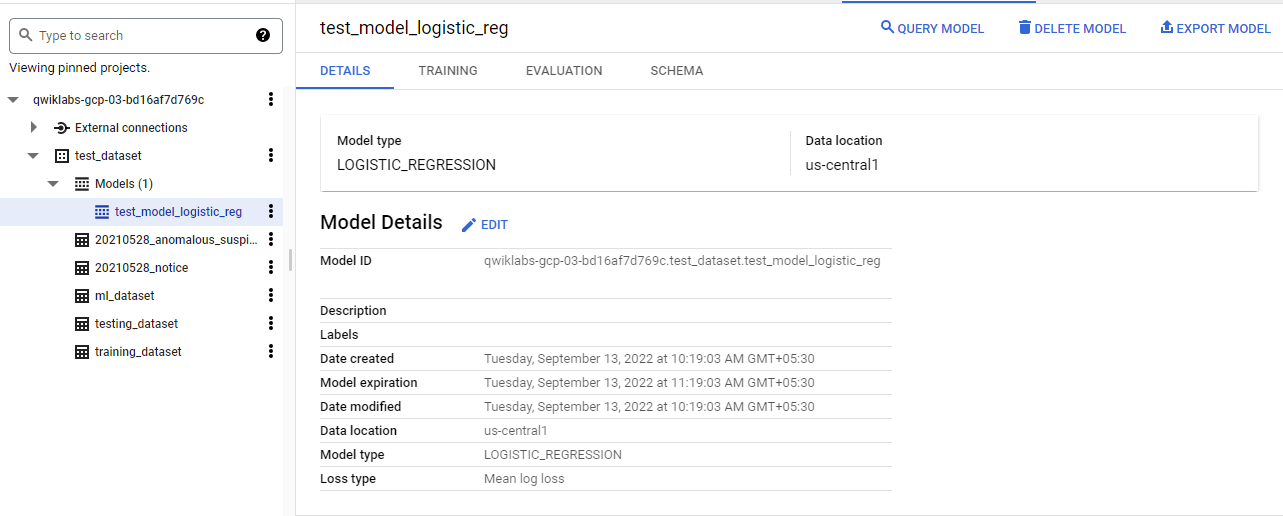 Type to search
Viewing pinned projects.
qwiklabs-gcp-03-bd16af7d769c
External connections
test_dataset
Models (1)
test_model_logistic_reg
20210528_anomalous_suspi...
20210528_notice
ml_dataset
testing_dataset
training_dataset
test_model_logistic_reg
QUERY MODEL DELETE MODEL EXPORT MODEL
DETAILS TRAINING EVALUATION SCHEMA
Model type Data location
LOGISTIC_REGRESSION us-central1
Model Details EDIT
Model ID qwiklabs-gcp-03-bd16af7d769c.test_dataset.test_model_logistic_reg
Description
Labels
Date created Tuesday, September 13, 2022 at 10:19:03 AM GMT+05:30
Model expiration Tuesday, September 13, 2022 at 11:19:03 AM GMT+05:30
Date modified Tuesday, September 13, 2022 at 10:19:03 AM GMT+05:30
Data location us-central1
Model type LOGISTIC_REGRESSION
Loss type Mean log loss